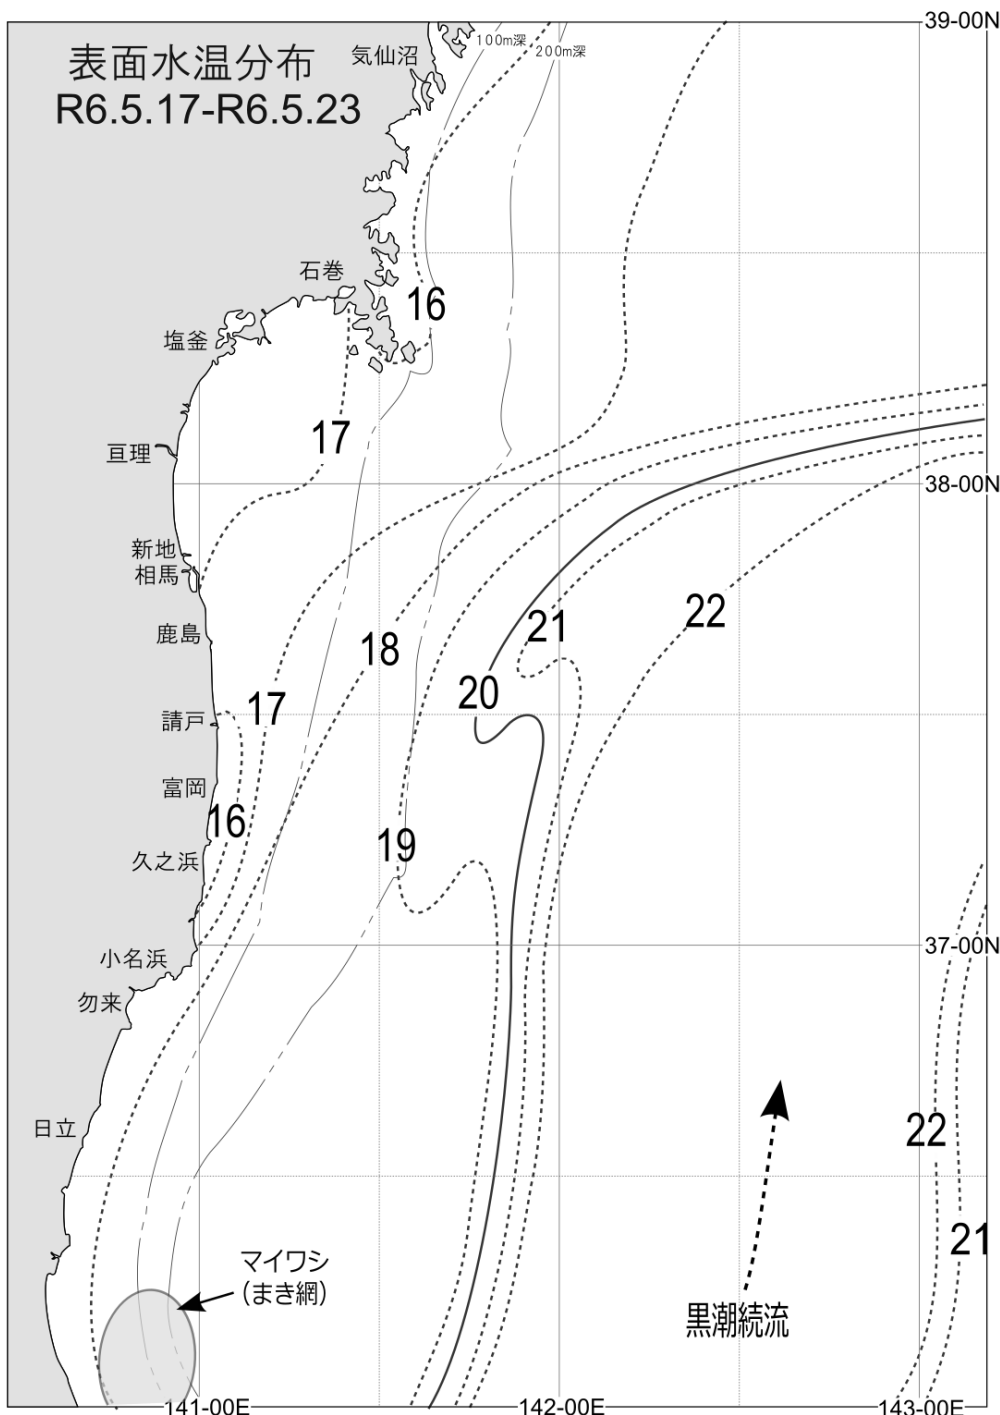 39-00N
100m深
200m深
気仙沼
表面水温分布
R6.5.17-R6.5.23
石巻
16
塩釜
17
亘理
38-00N
新地
相馬
鹿島
21
22
18
20
17
請戸
富岡
16
19
久之浜
37-00N
小名浜
勿来
22
日立
21
マイワシ
(まき網)
黒潮続流
141-00E
142-00E
143-00E